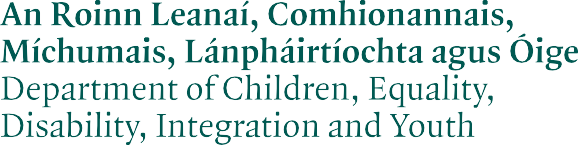 An Roinn Leanaí, Comhionannais,
Míchumais, Lánpháirtíochta agus Óige
Department of Children, Equality,
Disability, Integration and Youth